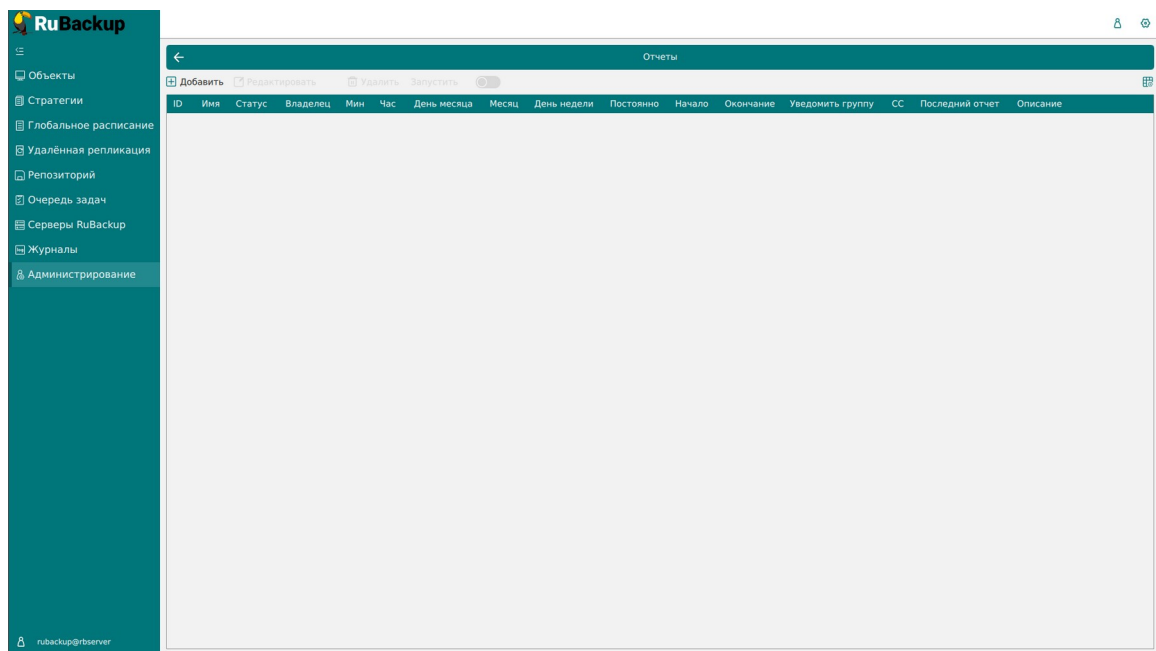 RuBackup
Отчеты
Объекты
Стратегии
Глобальное расписание
Удалённая репликация
Репозиторий
Очередь задач
Серверы RuBackup
Журналы
Администрирование
Добавить Редактировать Удалить Запустить
ID Имя Статус Владелец Мин Час День месяца Месяц День недели Постоянно Начало Окончание Уведомить группу CC Последний отчет Описание
rubackup@rbserver